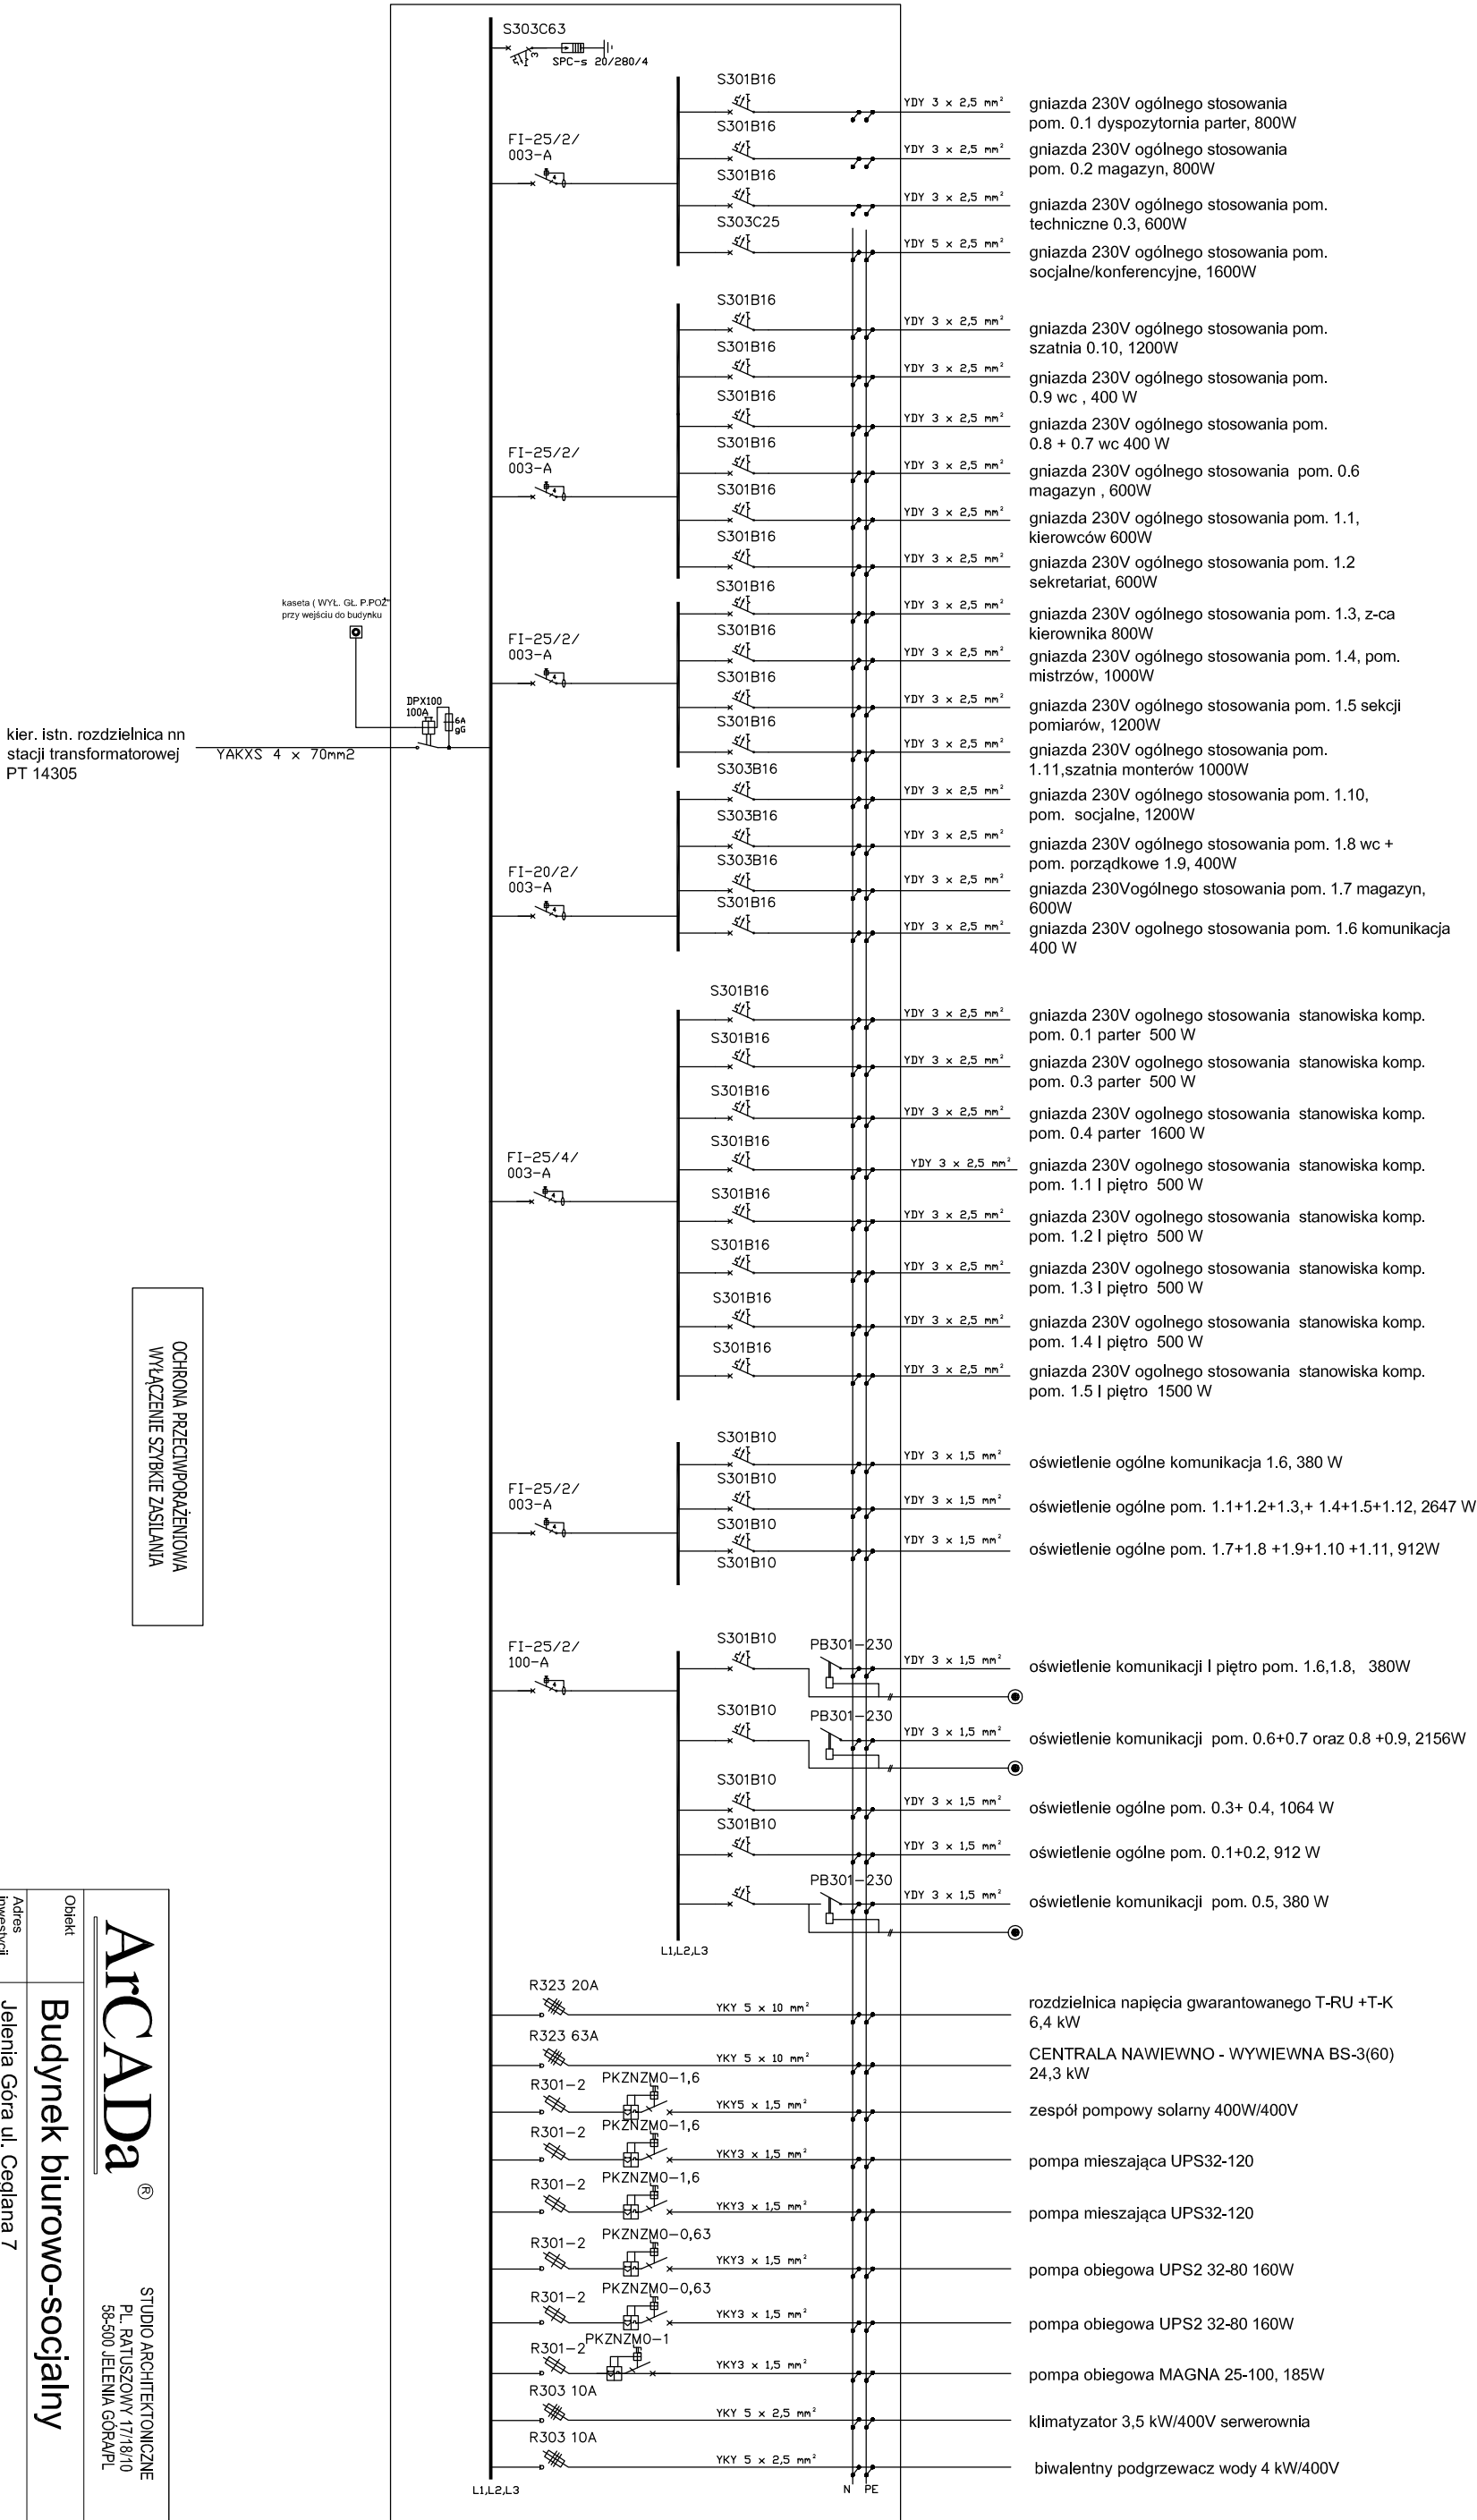 S303C63
SPC-s 20/280/4
FI-25/2/
003-A
S301B16
YDY 3 x 2,5 mm²
gniazda 230V ogólnego stosowania
pom. 0.1 dyspozytornia parter, 800W
S301B16
YDY 3 x 2,5 mm²
gniazda 230V ogólnego stosowania
pom. 0.2 magazyn, 800W
S301B16
YDY 3 x 2,5 mm²
gniazda 230V ogólnego stosowania pom.
techniczne 0.3, 600W
S303C25
YDY 5 x 2,5 mm²
gniazda 230V ogólnego stosowania pom.
socjalne/konferencyjne, 1600W
FI-25/2/
003-A
S301B16
YDY 3 x 2,5 mm²
gniazda 230V ogólnego stosowania pom.
szatnia 0.10, 1200W
S301B16
YDY 3 x 2,5 mm²
gniazda 230V ogólnego stosowania pom.
0.9 wc , 400 W
S301B16
YDY 3 x 2,5 mm²
gniazda 230V ogólnego stosowania pom.
0.8 + 0.7 wc 400 W
S301B16
YDY 3 x 2,5 mm²
gniazda 230V ogólnego stosowania pom. 0.6
magazyn , 600W
S301B16
YDY 3 x 2,5 mm²
gniazda 230V ogólnego stosowania pom. 1.1,
kierowców 600W
S301B16
YDY 3 x 2,5 mm²
gniazda 230V ogólnego stosowania pom. 1.2
sekretariat, 600W
kaseta ( WYŁ. GŁ. P.POŻ
przy wejściu do budynku
FI-25/2/
003-A
S301B16
YDY 3 x 2,5 mm²
gniazda 230V ogólnego stosowania pom. 1.3, z-ca
kierownika 800W
S301B16
YDY 3 x 2,5 mm²
gniazda 230V ogólnego stosowania pom. 1.4, pom.
mistrzów, 1000W
S301B16
YDY 3 x 2,5 mm²
gniazda 230V ogólnego stosowania pom. 1.5 sekcji
pomiarów, 1200W
S301B16
YDY 3 x 2,5 mm²
gniazda 230V ogólnego stosowania pom.
1.11,szatnia monterów 1000W
DPX100
100A
6A
gG
kier. istn. rozdzielnica nn
stacji transformatorowej
PT 14305
YAKXS 4 x 70mm2
FI-20/2/
003-A
S303B16
YDY 3 x 2,5 mm²
gniazda 230V ogólnego stosowania pom. 1.10,
pom. socjalne, 1200W
S303B16
YDY 3 x 2,5 mm²
gniazda 230V ogólnego stosowania pom. 1.8 wc +
pom. porządkowe 1.9, 400W
S303B16
YDY 3 x 2,5 mm²
gniazda 230Vogólnego stosowania pom. 1.7 magazyn,
600W
S301B16
YDY 3 x 2,5 mm²
gniazda 230V ogolnego stosowania pom. 1.6 komunikacja
400 W
FI-25/4/
003-A
S301B16
YDY 3 x 2,5 mm²
gniazda 230V ogolnego stosowania stanowiska komp.
pom. 0.1 parter 500 W
S301B16
YDY 3 x 2,5 mm²
gniazda 230V ogolnego stosowania stanowiska komp.
pom. 0.3 parter 500 W
S301B16
YDY 3 x 2,5 mm²
gniazda 230V ogolnego stosowania stanowiska komp.
pom. 0.4 parter 1600 W
S301B16
YDY 3 x 2,5 mm²
gniazda 230V ogolnego stosowania stanowiska komp.
pom. 1.1 I piętro 500 W
S301B16
YDY 3 x 2,5 mm²
gniazda 230V ogolnego stosowania stanowiska komp.
pom. 1.2 I piętro 500 W
S301B16
YDY 3 x 2,5 mm²
gniazda 230V ogolnego stosowania stanowiska komp.
pom. 1.3 I piętro 500 W
S301B16
YDY 3 x 2,5 mm²
gniazda 230V ogolnego stosowania stanowiska komp.
pom. 1.4 I piętro 500 W
S301B16
YDY 3 x 2,5 mm²
gniazda 230V ogolnego stosowania stanowiska komp.
pom. 1.5 I piętro 1500 W
OCHRONA PRZECIWPORAŻENIOWA
WYŁĄCZENIE SZYBKIE ZASILANIA
FI-25/2/
003-A
S301B10
YDY 3 x 1,5 mm²
oświetlenie ogólne komunikacja 1.6, 380 W
S301B10
YDY 3 x 1,5 mm²
oświetlenie ogólne pom. 1.1+1.2+1.3,+ 1.4+1.5+1.12, 2647 W
S301B10
YDY 3 x 1,5 mm²
oświetlenie ogólne pom. 1.7+1.8 +1.9+1.10 +1.11, 912W
S301B10
FI-25/2/
100-A
S301B10
PB301-230
YDY 3 x 1,5 mm²
oświetlenie komunikacji I piętro pom. 1.6,1.8, 380W
S301B10
PB301-230
YDY 3 x 1,5 mm²
oświetlenie komunikacji pom. 0.6+0.7 oraz 0.8 +0.9, 2156W
S301B10
YDY 3 x 1,5 mm²
oświetlenie ogólne pom. 0.3+ 0.4, 1064 W
S301B10
YDY 3 x 1,5 mm²
oświetlenie ogólne pom. 0.1+0.2, 912 W
PB301-230
YDY 3 x 1,5 mm²
oświetlenie komunikacji pom. 0.5, 380 W
L1,L2,L3
R323 20A
YKY 5 x 10 mm²
rozdzielnica napięcia gwarantowanego T-RU +T-K
6,4 kW
R323 63A
YKY 5 x 10 mm²
CENTRALA NAWIEWNO - WYWIEWNA BS-3(60)
24,3 kW
R301-2
PKZNZM0-1,6
YKY5 x 1,5 mm²
zespół pompowy solarny 400W/400V
R301-2
PKZNZM0-1,6
YKY3 x 1,5 mm²
pompa mieszająca UPS32-120
R301-2
PKZNZM0-1,6
YKY3 x 1,5 mm²
pompa mieszająca UPS32-120
R301-2
PKZNZM0-0,63
YKY3 x 1,5 mm²
pompa obiegowa UPS2 32-80 160W
R301-2
PKZNZM0-0,63
YKY3 x 1,5 mm²
pompa obiegowa UPS2 32-80 160W
R301-2
PKZNZM0-1
YKY3 x 1,5 mm²
pompa obiegowa MAGNA 25-100, 185W
R303 10A
YKY 5 x 2,5 mm²
klimatyzator 3,5 kW/400V serwerownia
R303 10A
YKY 5 x 2,5 mm²
biwalentny podgrzewacz wody 4 kW/400V
L1,L2,L3
N PE
ArCADa ®
STUDIO ARCHITEKTONICZNE
PL. RATUSZOWY 17/18/10
58-500 JELENIA GÓRA/PL
Obiekt
Budynek biurowo-socjalny
Adres
inwestycji
Jelenia Góra ul. Ceglana 7